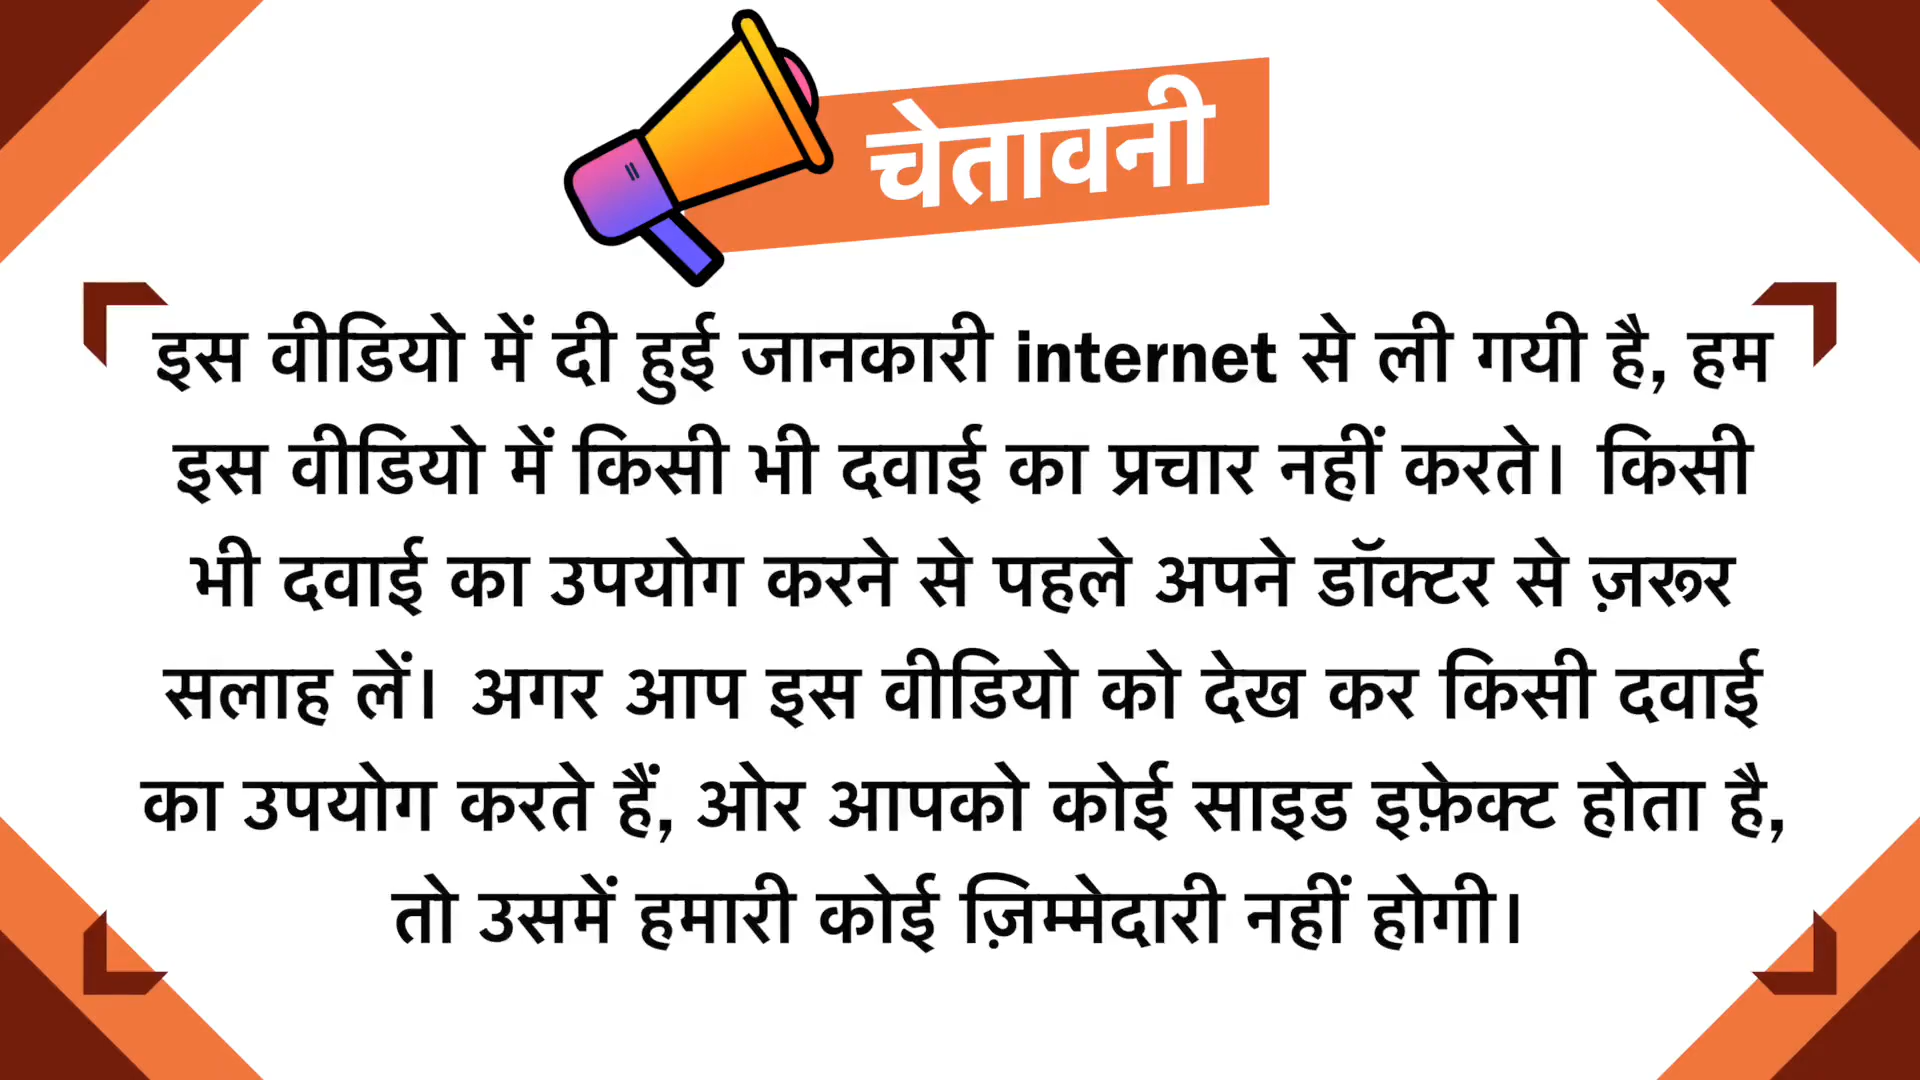 चेतावनी
इस वीडियो में दी हुई जानकारी internet से ली गयी है, हम
इस वीडियो में किसी भी दवाई का प्रचार नहीं करते। किसी
भी दवाई का उपयोग करने से पहले अपने डॉक्टर से ज़रूर
सलाह लें। अगर आप इस वीडियो को देख कर किसी दवाई
का उपयोग करते हैं, ओर आपको कोई साइड इफ़ेक्ट होता है,
तो उसमें हमारी कोई ज़िम्मेदारी नहीं होगी।